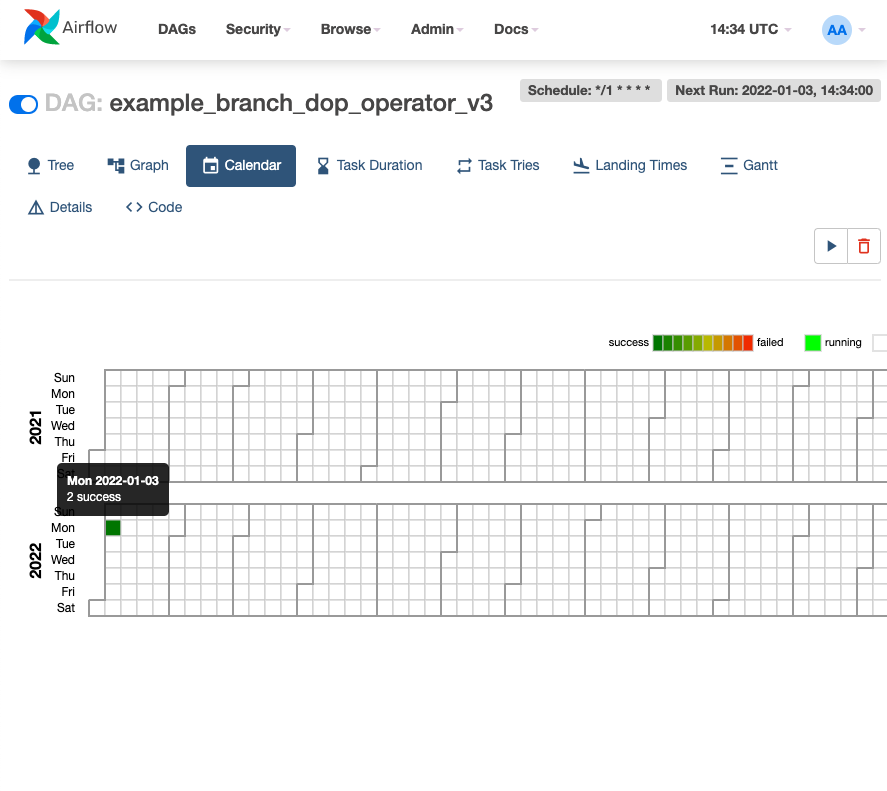 Airflow DAGs Security Browse Admin Docs 14:34 UTC AA
DAG: example_branch_dop_operator_v3 Schedule: */1 * * * * Next Run: 2022-01-03, 14:34:00
Tree Graph Calendar Task Duration Task Tries Landing Times Gantt
Details Code
success failed running
2021
Sun
Mon
Tue
Wed
Thu
Fri
Sat
Mon 2022-01-03
2 success
2022
Sun
Mon
Tue
Wed
Thu
Fri
Sat